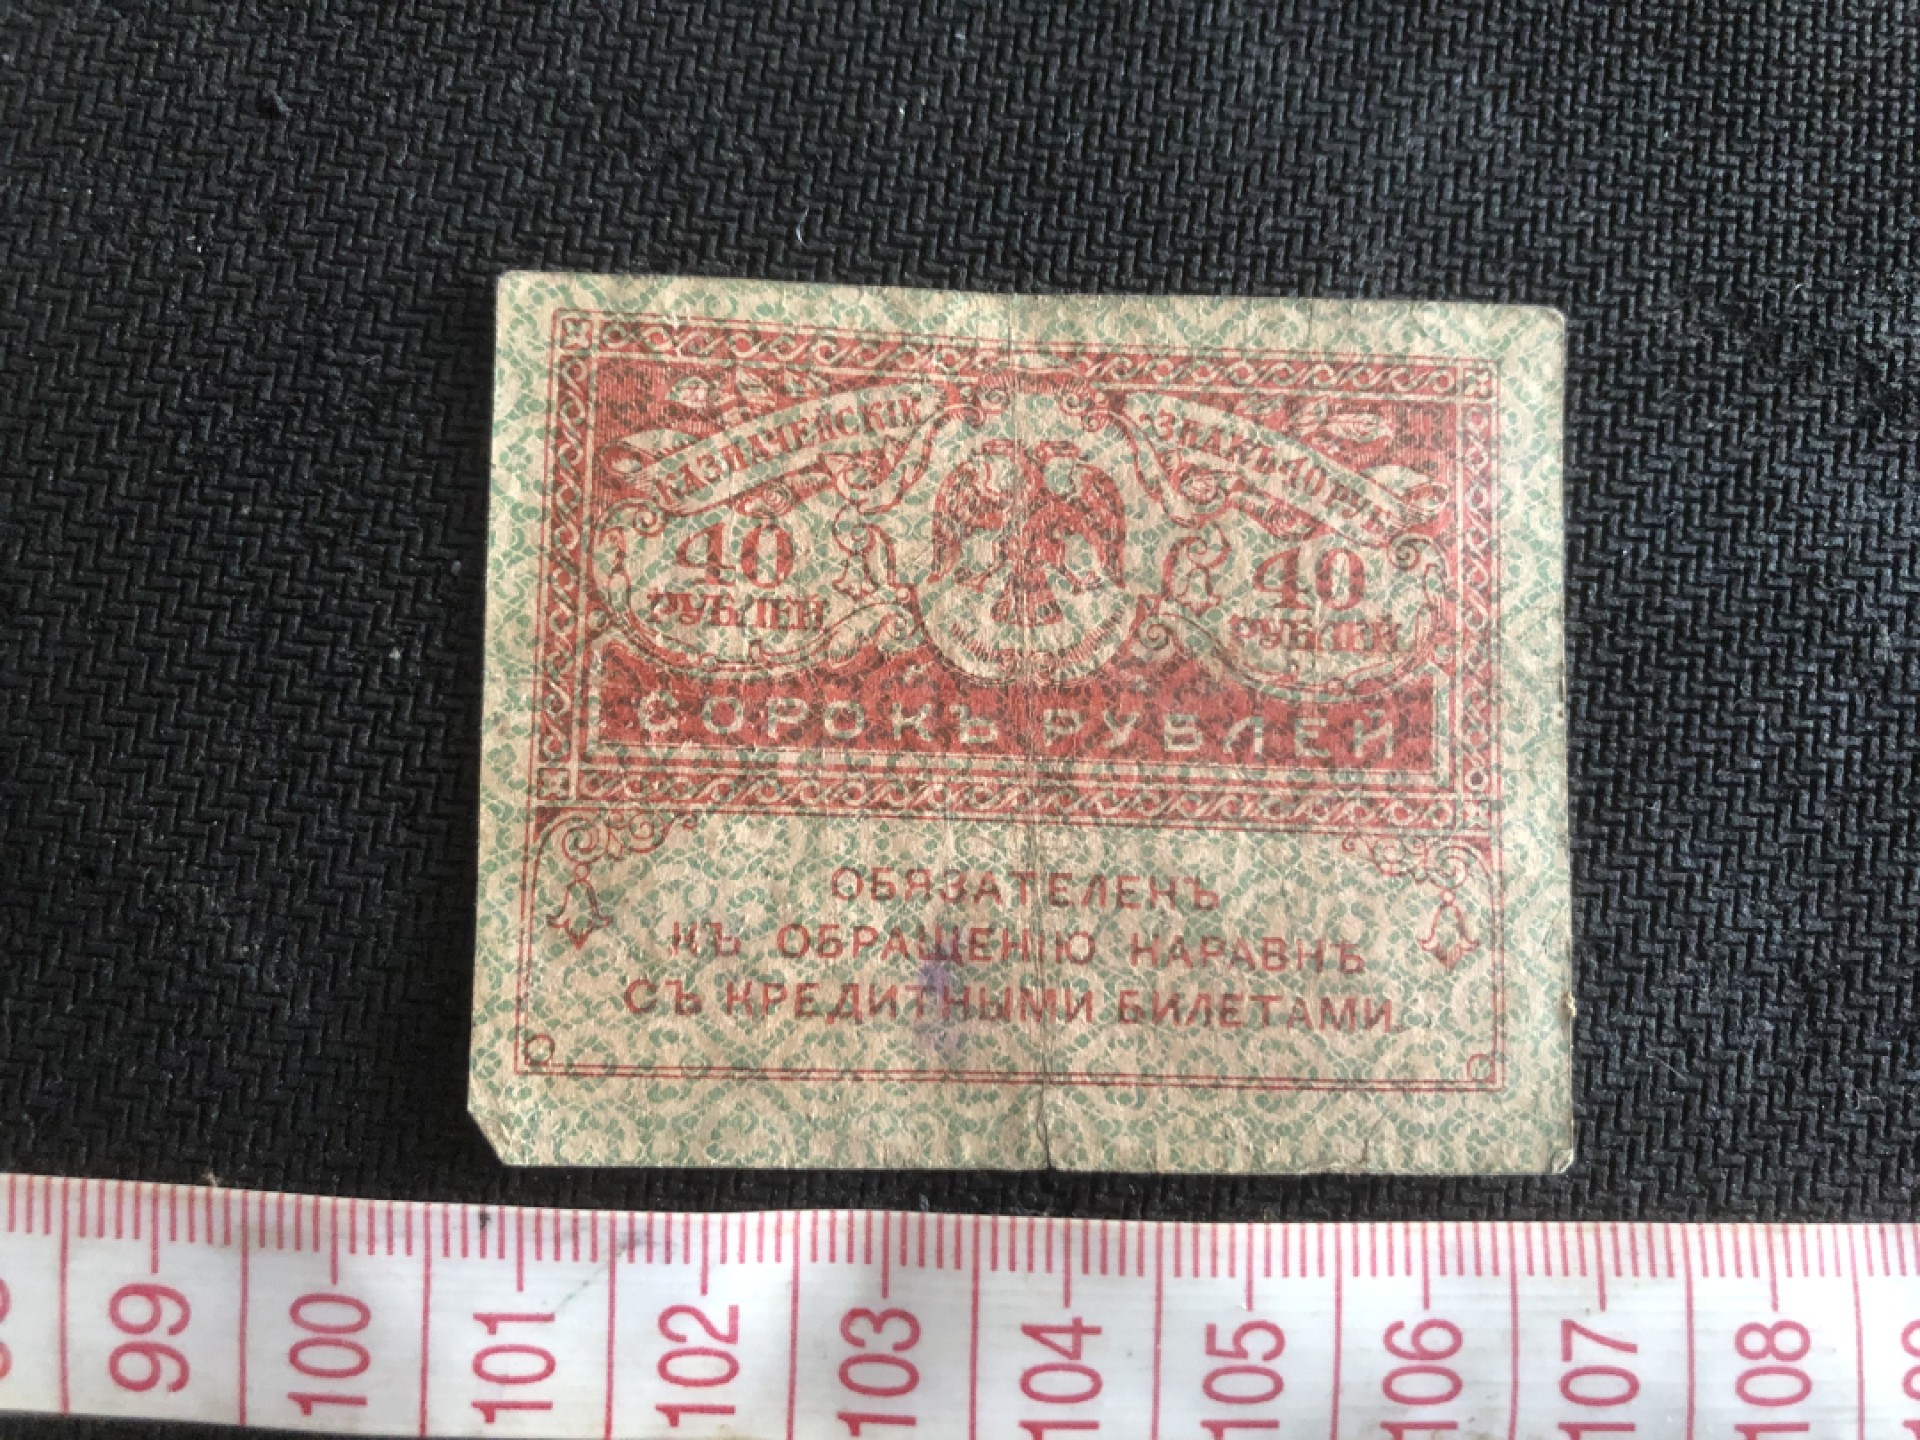 КАЗНАЧЕЙСКІЙ ЗНАКЪ 40 РУБ.
40 40
РУБЛЕЙ РУБЛЕЙ
СОРОКЪ РУБЛЕЙ
ОБЯЗАТЕЛЕНЪ
КЪ ОБРАЩЕНІЮ НАРАВНѢ
СЪ КРЕДИТНЫМИ БИЛЕТАМИ
99 100 101 102 103 104 105 106 107 108